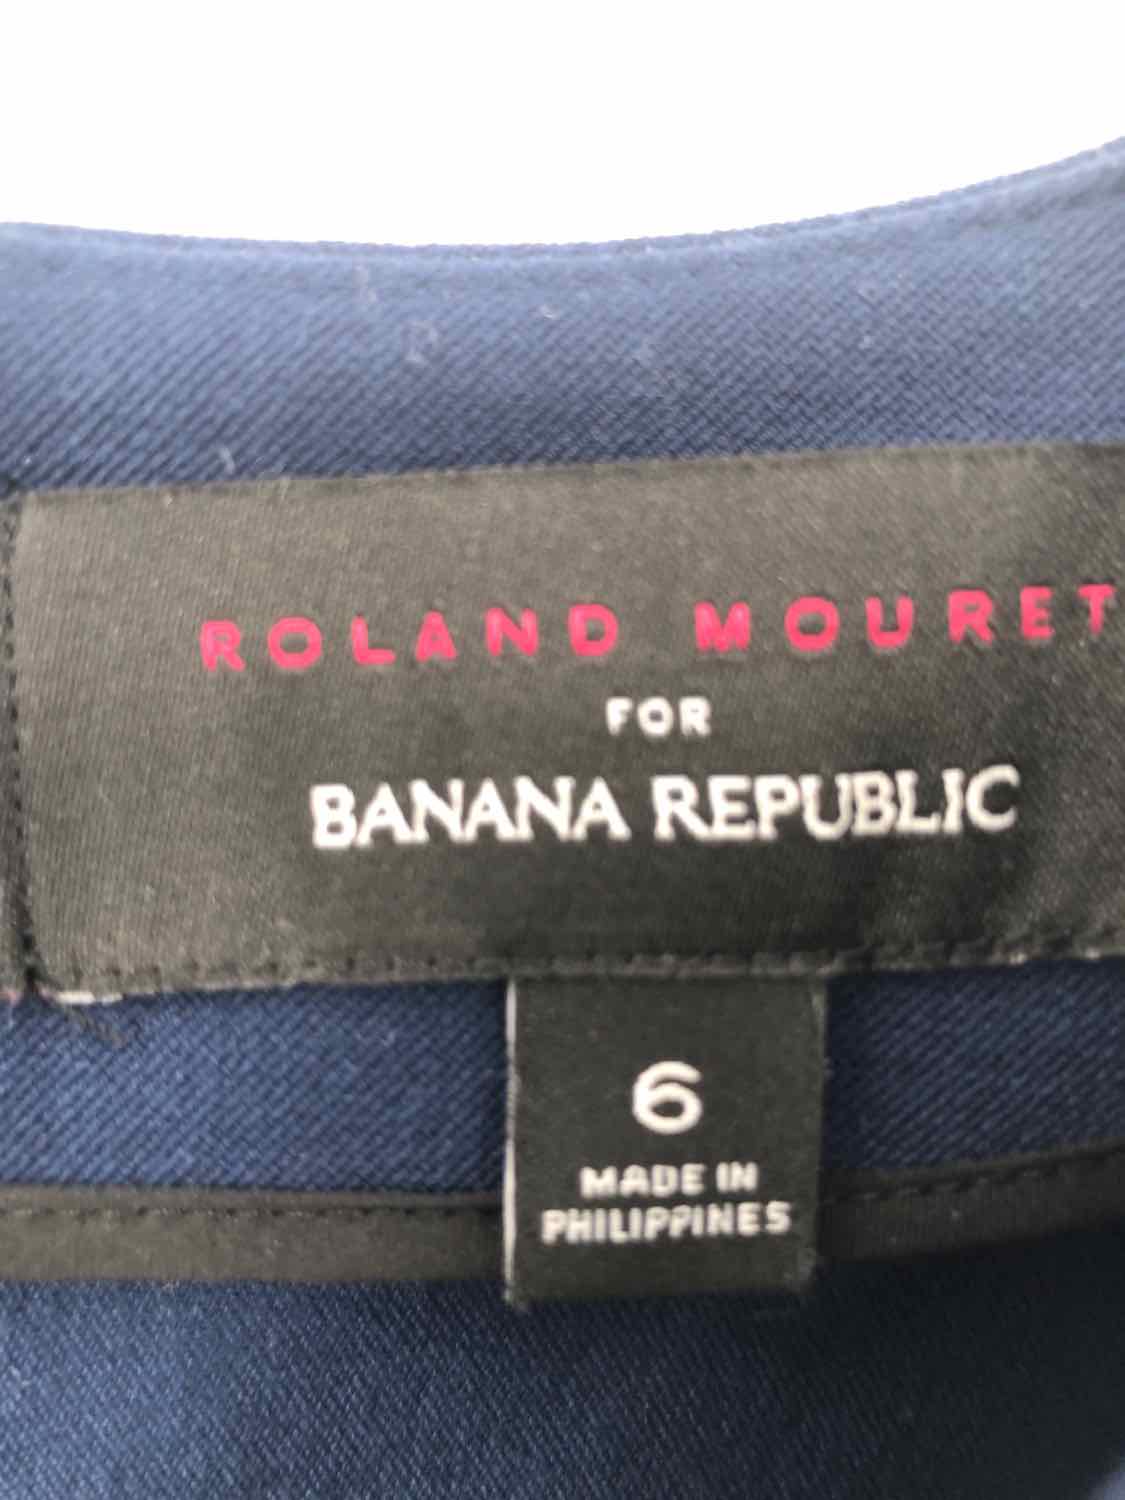 ROLAND MOURET
FOR
BANANA REPUBLIC
6
MADE IN
PHILIPPINES